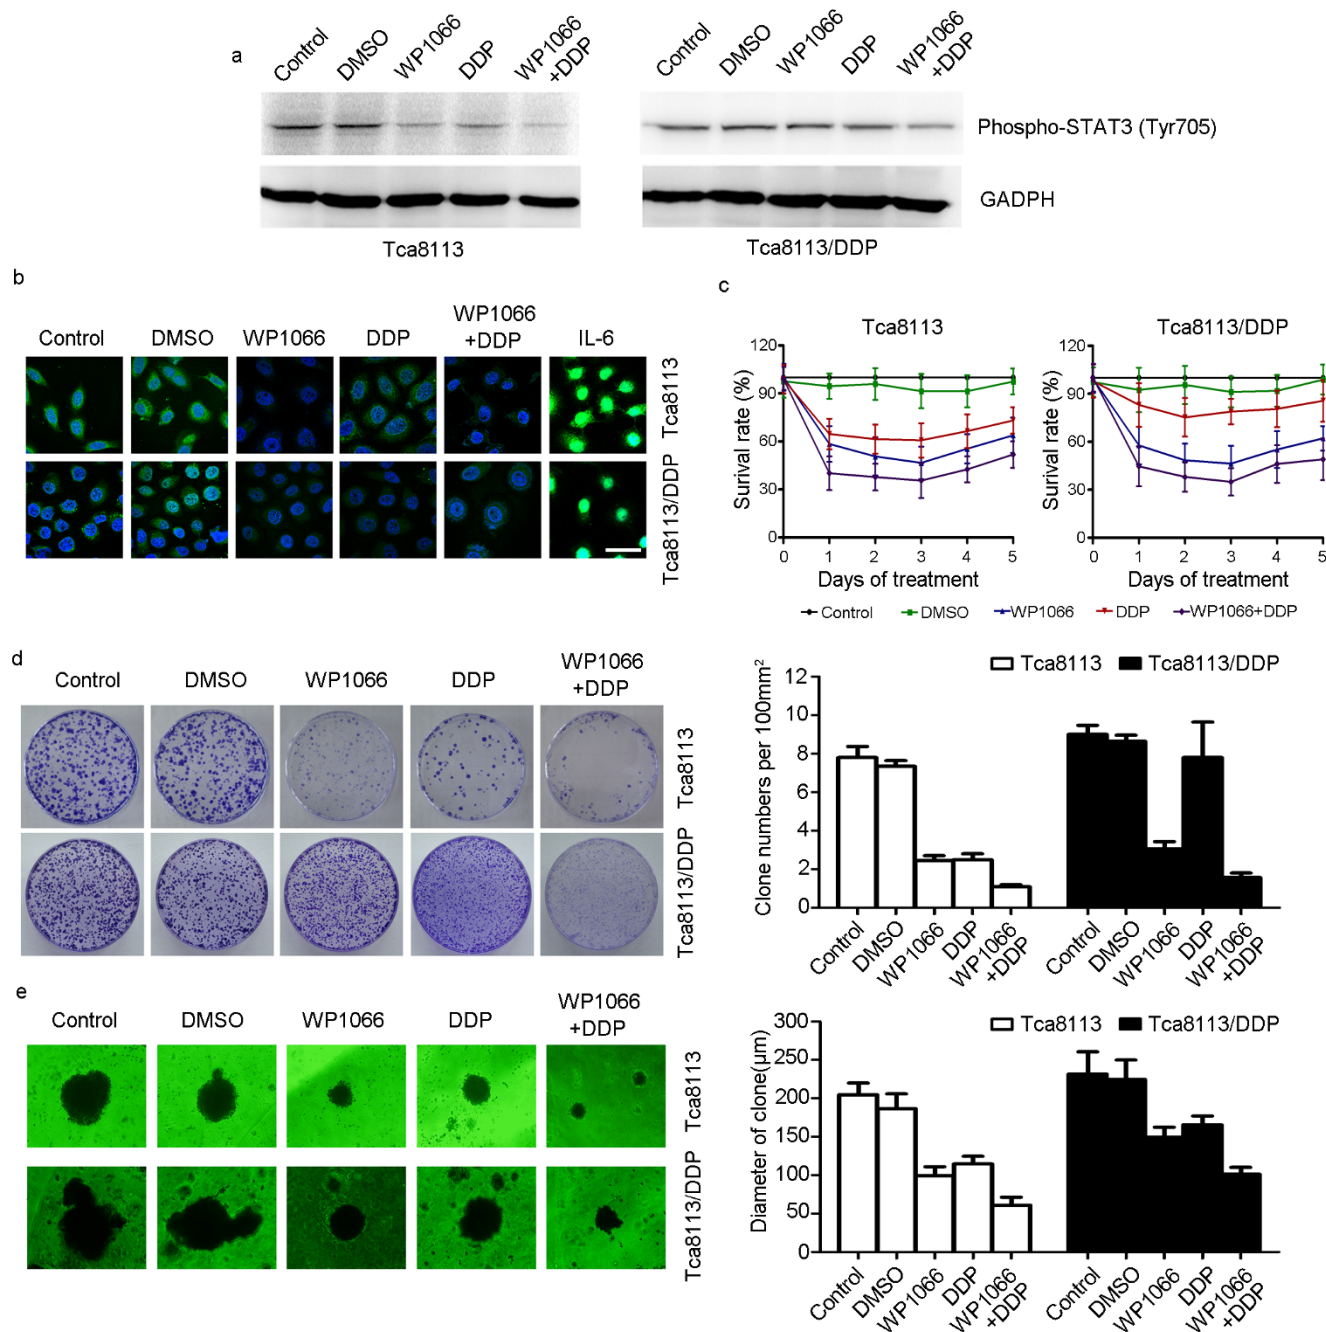 a
Control
DMSO
WP1066
DDP
WP1066
+DDP
Control
DMSO
WP1066
DDP
WP1066
+DDP
Phospho-STAT3 (Tyr705)
GADPH
Tca8113
Tca8113/DDP
b
Control
DMSO
WP1066
DDP
WP1066
+DDP
IL-6
Tca8113
Tca8113/DDP
c
Tca8113
Surival rate (%)
120
90
60
30
0
0 1 2 3 4 5
Days of treatment
Tca8113/DDP
Surival rate (%)
120
90
60
30
0
0 1 2 3 4 5
Days of treatment
Control DMSO WP1066 DDP WP1066+DDP
d
Control
DMSO
WP1066
DDP
WP1066
+DDP
Tca8113
Tca8113/DDP
Tca8113 Tca8113/DDP
Clone numbers per 100mm²
12
10
8
6
4
2
0
Control
DMSO
WP1066
DDP
WP1066
+DDP
Control
DMSO
WP1066
DDP
WP1066
+DDP
e
Control
DMSO
WP1066
DDP
WP1066
+DDP
Tca8113
Tca8113/DDP
Tca8113 Tca8113/DDP
Diameter of clone(μm)
300
250
200
150
100
50
0
Control
DMSO
WP1066
DDP
WP1066
+DDP
Control
DMSO
WP1066
DDP
WP1066
+DDP